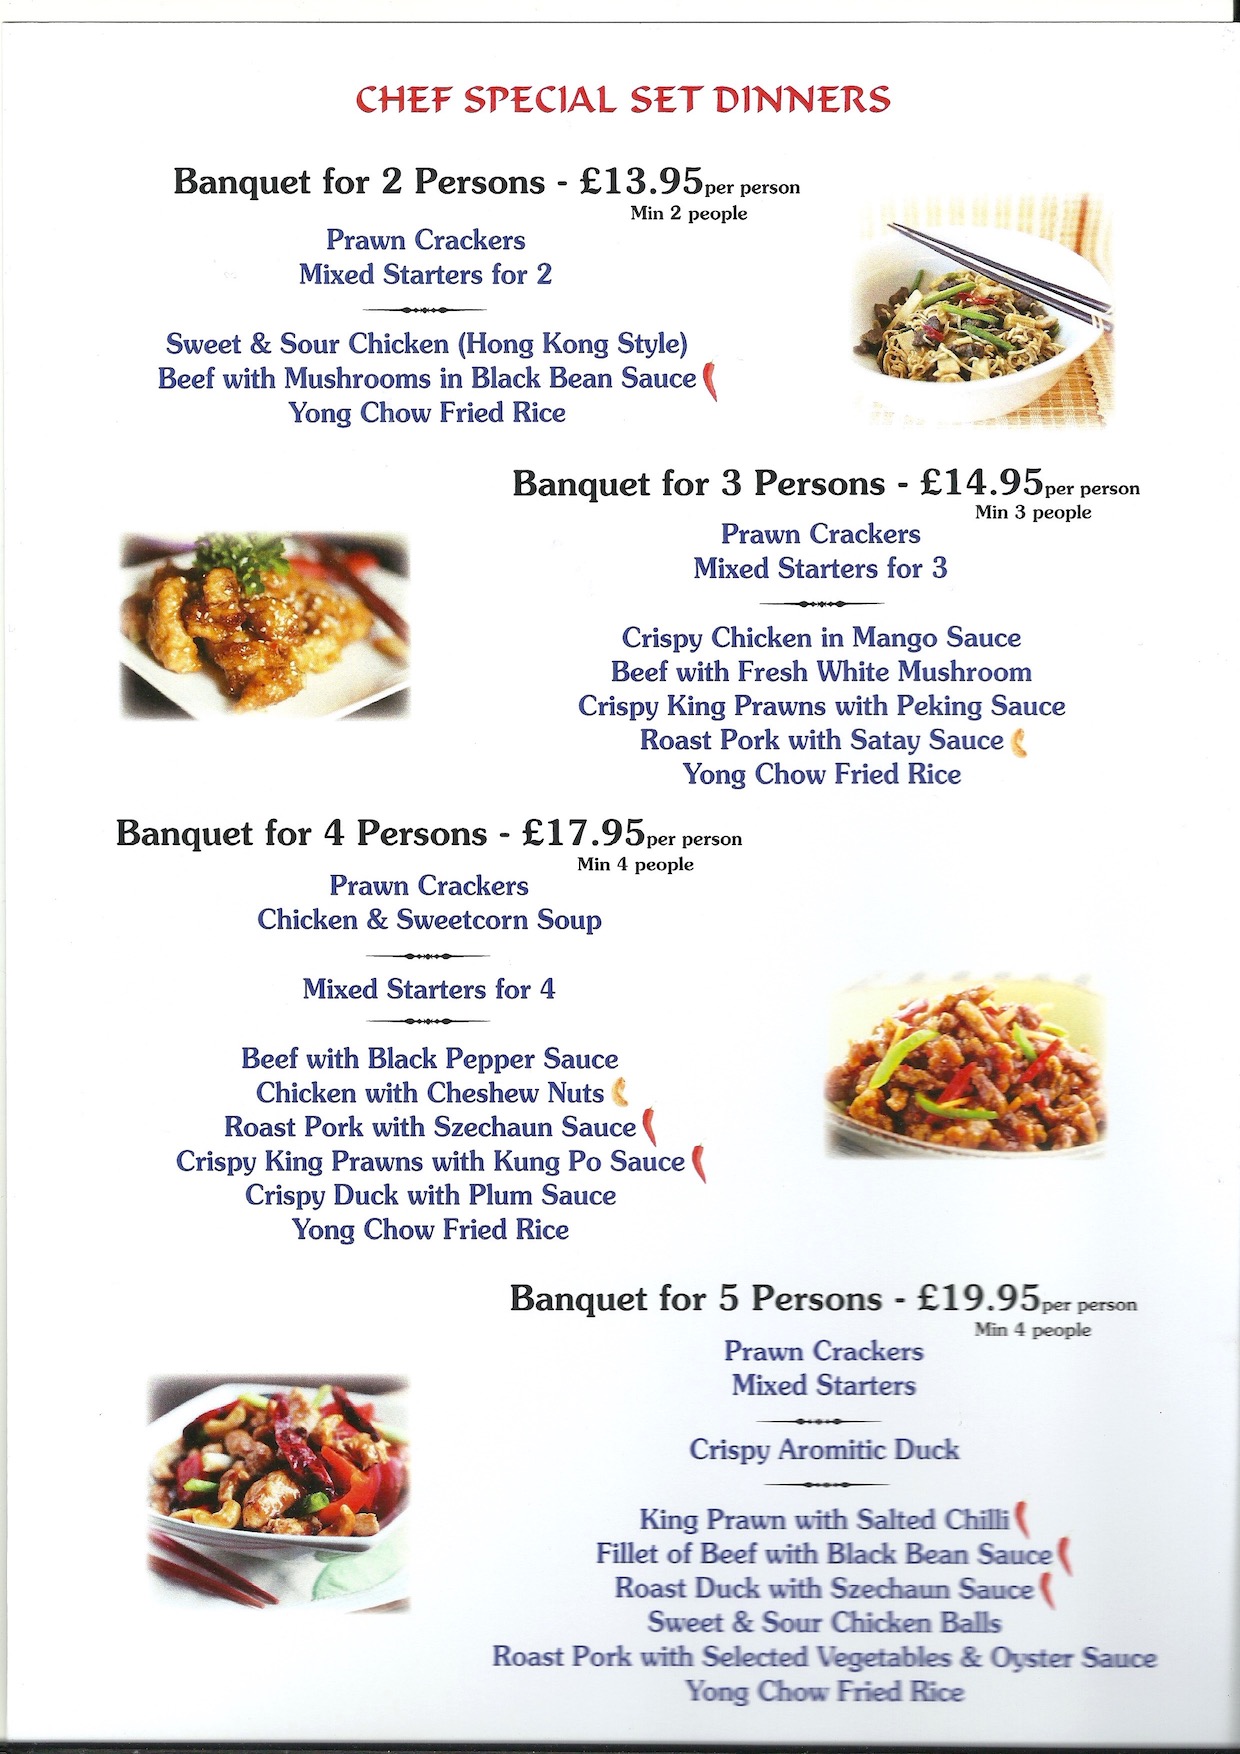 CHEF SPECIAL SET DINNERS
Banquet for 2 Persons - £13.95 per person
Min 2 people
Prawn Crackers
Mixed Starters for 2
Sweet & Sour Chicken (Hong Kong Style)
Beef with Mushrooms in Black Bean Sauce
Yong Chow Fried Rice
Banquet for 3 Persons - £14.95 per person
Min 3 people
Prawn Crackers
Mixed Starters for 3
Crispy Chicken in Mango Sauce
Beef with Fresh White Mushroom
Crispy King Prawns with Peking Sauce
Roast Pork with Satay Sauce
Yong Chow Fried Rice
Banquet for 4 Persons - £17.95 per person
Min 4 people
Prawn Crackers
Chicken & Sweetcorn Soup
Mixed Starters for 4
Beef with Black Pepper Sauce
Chicken with Cheshew Nuts
Roast Pork with Szechaun Sauce
Crispy King Prawns with Kung Po Sauce
Crispy Duck with Plum Sauce
Yong Chow Fried Rice
Banquet for 5 Persons - £19.95 per person
Min 4 people
Prawn Crackers
Mixed Starters
Crispy Aromitic Duck
King Prawn with Salted Chilli
Fillet of Beef with Black Bean Sauce
Roast Duck with Szechaun Sauce
Sweet & Sour Chicken Balls
Roast Pork with Selected Vegetables & Oyster Sauce
Yong Chow Fried Rice